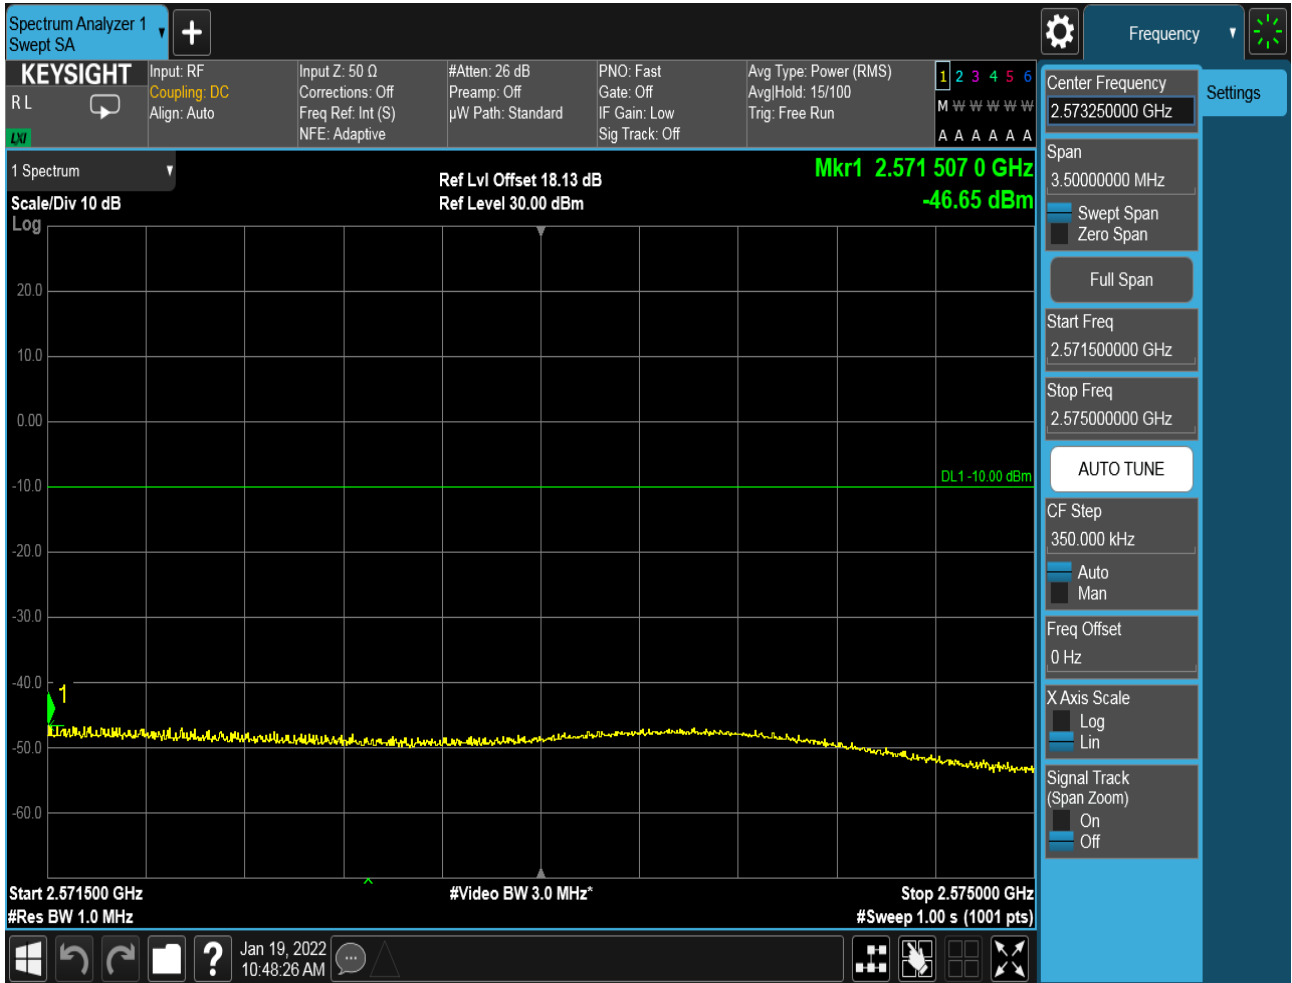 Spectrum Analyzer 1
Swept SA
Frequency
KEYSIGHT
R L
LXI
Input: RF
Coupling: DC
Align: Auto
Input Z: 50 Ω
Corrections: Off
Freq Ref: Int (S)
NFE: Adaptive
#Atten: 26 dB
Preamp: Off
µW Path: Standard
PNO: Fast
Gate: Off
IF Gain: Low
Sig Track: Off
Avg Type: Power (RMS)
Avg|Hold: 15/100
Trig: Free Run
1 2 3 4 5 6
M W W W W W
A A A A A A
1 Spectrum
Scale/Div 10 dB
Log
Ref Lvl Offset 18.13 dB
Ref Level 30.00 dBm
Mkr1 2.571 507 0 GHz
-46.65 dBm
20.0
10.0
0.00
-10.0
-20.0
-30.0
-40.0
-50.0
-60.0
DL1 -10.00 dBm
1
Start 2.571500 GHz
#Res BW 1.0 MHz
#Video BW 3.0 MHz*
Stop 2.575000 GHz
#Sweep 1.00 s (1001 pts)
Jan 19, 2022
10:48:26 AM
Center Frequency
2.573250000 GHz
Settings
Span
3.50000000 MHz
Swept Span
Zero Span
Full Span
Start Freq
2.571500000 GHz
Stop Freq
2.575000000 GHz
AUTO TUNE
CF Step
350.000 kHz
Auto
Man
Freq Offset
0 Hz
X Axis Scale
Log
Lin
Signal Track
(Span Zoom)
On
Off